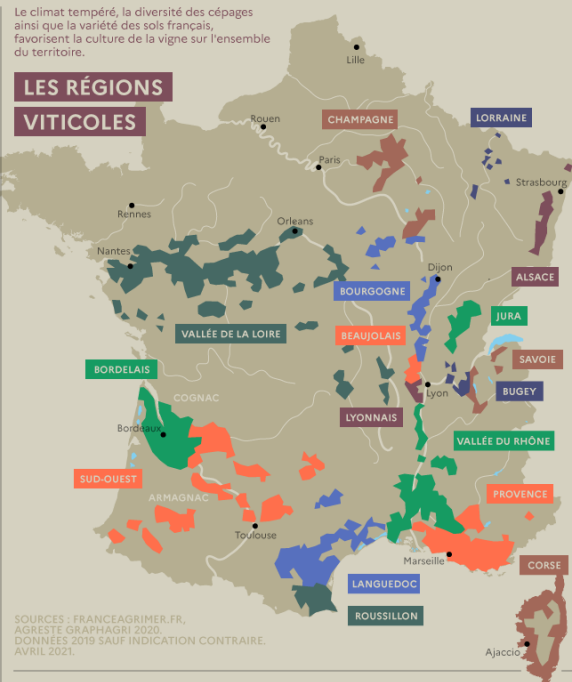 Le climat tempéré, la diversité des cépages
ainsi que la variété des sols français,
favorisent la culture de la vigne sur l'ensemble
du territoire.
LES RÉGIONS
VITICOLES
Lille
Rouen
CHAMPAGNE
LORRAINE
Paris
Strasbourg
Rennes
Orleans
Nantes
Dijon
ALSACE
BOURGOGNE
JURA
VALLÉE DE LA LOIRE
BEAUJOLAIS
SAVOIE
BORDELAIS
BUGEY
COGNAC
Lyon
LYONNAIS
Bordeaux
VALLÉE DU RHÔNE
SUD-OUEST
ARMAGNAC
PROVENCE
Toulouse
Marseille
CORSE
LANGUEDOC
ROUSSILLON
SOURCES : FRANCEAGRIMER.FR,
AGRESTE GRAPHAGRI 2020.
DONNÉES 2019 SAUF INDICATION CONTRAIRE.
AVRIL 2021.
Ajaccio